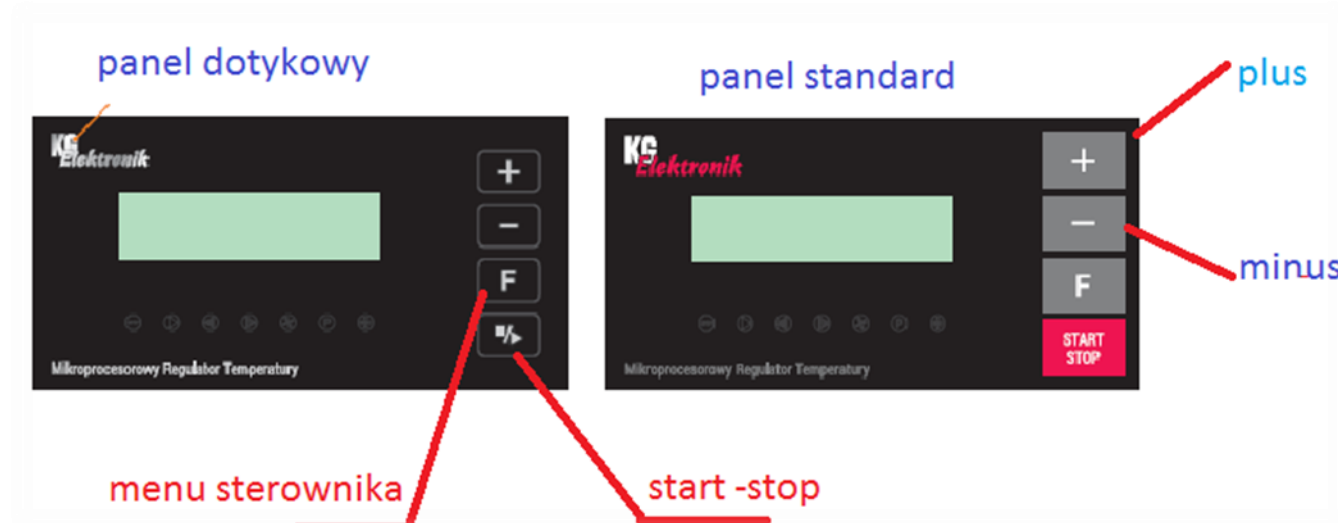 panel dotykowy
panel standard
plus
KG
Elektronik
+
-
F
■/▶
Mikroprocesorowy Regulator Temperatury
KG
Elektronik
+
-
F
START
STOP
Mikroprocesorowy Regulator Temperatury
minus
menu sterownika
start -stop